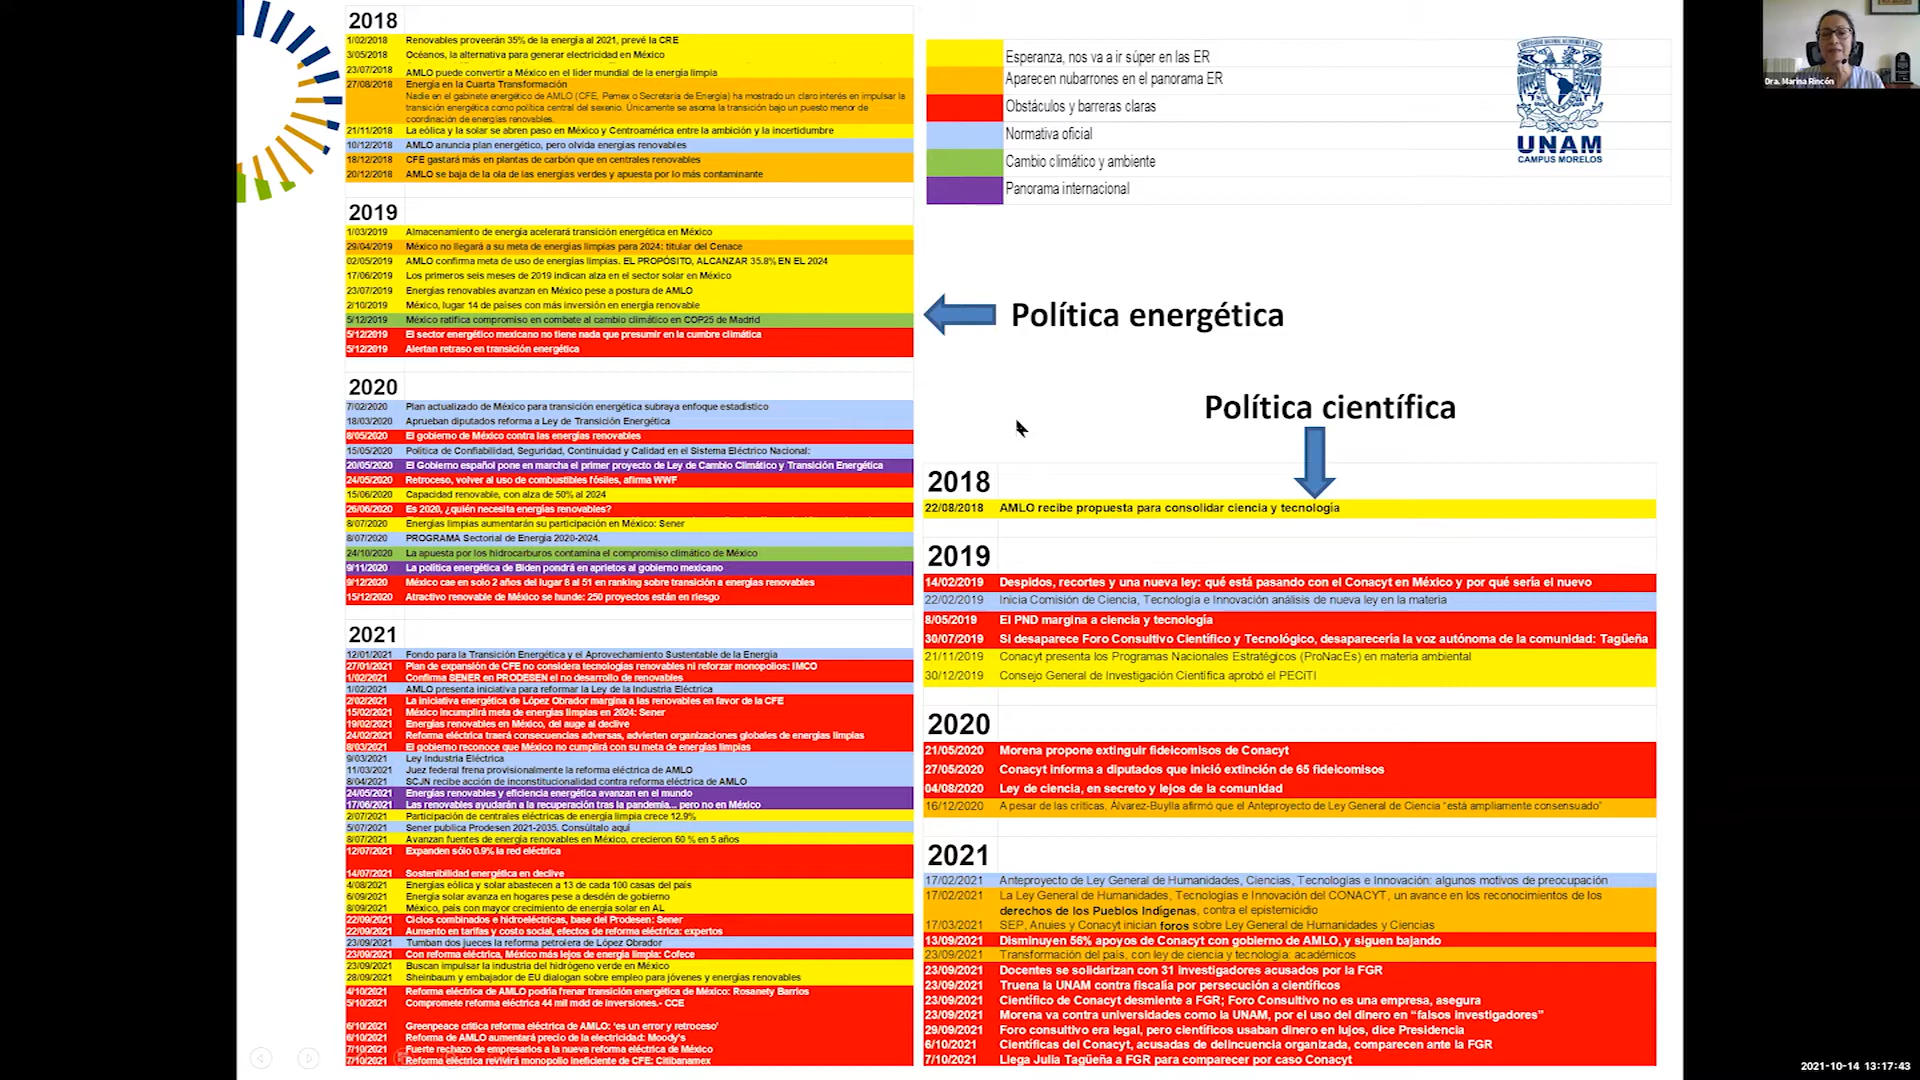 2018
1/02/2018 Renovables proveerán 35% de la energía al 2021, prevé la CRE
3/05/2018 Océanos, la alternativa para generar electricidad en México
23/07/2018 AMLO puede convertir a México en el líder mundial de la energía limpia
27/08/2018 Energía en la Cuarta Transformación
Nadie en el gabinete energético de AMLO (CFE, Pemex o Secretaría de Energía) ha mostrado un claro interés en impulsar la
transición energética como política central del sexenio. Únicamente se asoma la transición bajo un puesto menor de
coordinación de energías renovables.
21/11/2018 La eólica y la solar se abren paso en México y Centroamérica entre la ambición y la incertidumbre
10/12/2018 AMLO anuncia plan energético, pero olvida energías renovables
18/12/2018 CFE gastará más en plantas de carbón que en centrales renovables
20/12/2018 AMLO se baja de la ola de las energías verdes y apuesta por lo más contaminante
2019
1/03/2019 Almacenamiento de energía acelerará transición energética en México
29/04/2019 México no llegará a su meta de energías limpias para 2024: titular del Cenace
02/05/2019 AMLO confirma meta de uso de energías limpias. EL PROPÓSITO, ALCANZAR 35.8% EN EL 2024
17/06/2019 Los primeros seis meses de 2019 indican alza en el sector solar en México
23/07/2019 Energías renovables avanzan en México pese a postura de AMLO
2/10/2019 México, lugar 14 de países con más inversión en energía renovable
5/12/2019 México ratifica compromiso en combate al cambio climático en COP25 de Madrid
5/12/2019 El sector energético mexicano no tiene nada que presumir en la cumbre climática
5/12/2019 Alertan retraso en transición energética
2020
7/02/2020 Plan actualizado de México para transición energética subraya enfoque estadístico
18/03/2020 Aprueban diputados reforma a Ley de Transición Energética
8/05/2020 El gobierno de México contra las energías renovables
15/05/2020 Política de Confiabilidad, Seguridad, Continuidad y Calidad en el Sistema Eléctrico Nacional:
20/05/2020 El Gobierno español pone en marcha el primer proyecto de Ley de Cambio Climático y Transición Energética
24/05/2020 Retroceso, volver al uso de combustibles fósiles, afirma WWF
15/06/2020 Capacidad renovable, con alza de 50% al 2024
26/06/2020 Es 2020, ¿quién necesita energías renovables?
8/07/2020 Energías limpias aumentarán su participación en México: Sener
8/07/2020 PROGRAMA Sectorial de Energía 2020-2024.
24/10/2020 La apuesta por los hidrocarburos contamina el compromiso climático de México
9/11/2020 La política energética de Biden pondrá en aprietos al gobierno mexicano
9/12/2020 México cae en solo 2 años del lugar 8 al 51 en ranking sobre transición a energías renovables
15/12/2020 Atractivo renovable de México se hunde: 250 proyectos están en riesgo
2021
12/01/2021 Fondo para la Transición Energética y el Aprovechamiento Sustentable de la Energía
27/01/2021 Plan de expansión de CFE no considera tecnologías renovables ni reforzar monopolios: IMCO
1/02/2021 Confirma SENER en PRODESEN el no desarrollo de renovables
1/02/2021 AMLO presenta iniciativa para reformar la Ley de la Industria Eléctrica
2/02/2021 La iniciativa energética de López Obrador margina a las renovables en favor de la CFE
15/02/2021 México incumplirá meta de energías limpias en 2024: Sener
19/02/2021 Energías renovables en México, del auge al declive
24/02/2021 Reforma eléctrica traerá consecuencias adversas, advierten organizaciones globales de energías limpias
8/03/2021 El gobierno reconoce que México no cumplirá con su meta de energías limpias
9/03/2021 Ley Industria Eléctrica
11/03/2021 Juez federal frena provisionalmente la reforma eléctrica de AMLO
8/04/2021 SCJN recibe acción de inconstitucionalidad contra reforma eléctrica de AMLO
24/05/2021 Energías renovables y eficiencia energética avanzan en el mundo
17/06/2021 Las renovables ayudarán a la recuperación tras la pandemia... pero no en México
2/07/2021 Participación de centrales eléctricas de energía limpia crece 12.9%
5/07/2021 Sener publica Prodesen 2021-2035. Consúltalo aquí
8/07/2021 Avanzan fuentes de energía renovables en México, crecieron 60 % en 5 años
12/07/2021 Expanden sólo 0.9% la red eléctrica
14/07/2021 Sostenibilidad energética en declive
4/08/2021 Energías eólica y solar abastecen a 13 de cada 100 casas del país
6/09/2021 Energía solar avanza en hogares pese a desdén de gobierno
8/09/2021 México, país con mayor crecimiento de energía solar en AL
22/09/2021 Ciclos combinados e hidroeléctricas, base del Prodesen: Sener
22/09/2021 Aumento en tarifas y costo social, efectos de reforma eléctrica: expertos
23/09/2021 Tumban dos jueces la reforma petrolera de López Obrador
23/09/2021 Con reforma eléctrica, México más lejos de energía limpia: Cofece
23/09/2021 Buscan impulsar la industria del hidrógeno verde en México
28/09/2021 Sheinbaum y embajador de EU dialogan sobre empleo para jóvenes y energías renovables
4/10/2021 Reforma eléctrica de AMLO podría frenar transición energética de México: Rosanety Barrios
5/10/2021 Compromete reforma eléctrica 44 mil mdd de inversiones.- CCE
6/10/2021 Greenpeace critica reforma eléctrica de AMLO: 'es un error y retroceso'
6/10/2021 Reforma de AMLO aumentará precio de la electricidad: Moody's
7/10/2021 Fuerte rechazo de empresarios a la nueva reforma eléctrica de México
7/10/2021 Reforma eléctrica revivirá monopolio ineficiente de CFE: Citibanamex
Esperanza, nos va a ir súper en las ER
Aparecen nubarrones en el panorama ER
Obstáculos y barreras claras
Normativa oficial
Cambio climático y ambiente
Panorama internacional
UNAM
CAMPUS MORELOS
Política energética
Política científica
2018
22/08/2018 AMLO recibe propuesta para consolidar ciencia y tecnología
2019
14/02/2019 Despidos, recortes y una nueva ley: qué está pasando con el Conacyt en México y por qué sería el nuevo
22/02/2019 Inicia Comisión de Ciencia, Tecnología e Innovación análisis de nueva ley en la materia
8/05/2019 El PND margina a ciencia y tecnología
30/07/2019 Si desaparece Foro Consultivo Científico y Tecnológico, desaparecería la voz autónoma de la comunidad: Tagüeña
21/11/2019 Conacyt presenta los Programas Nacionales Estratégicos (ProNacEs) en materia ambiental
30/12/2019 Consejo General de Investigación Científica aprobó el PECiTI
2020
21/05/2020 Morena propone extinguir fideicomisos de Conacyt
27/05/2020 Conacyt informa a diputados que inició extinción de 65 fideicomisos
04/08/2020 Ley de ciencia, en secreto y lejos de la comunidad
16/12/2020 A pesar de las críticas, Álvarez-Buylla afirmó que el Anteproyecto de Ley General de Ciencia "está ampliamente consensuado"
2021
17/02/2021 Anteproyecto de Ley General de Humanidades, Ciencias, Tecnologías e Innovación: algunos motivos de preocupación
17/02/2021 La Ley General de Humanidades, Tecnologías e Innovación del CONACYT, un avance en los reconocimientos de los
derechos de los Pueblos Indígenas, contra el epistemicidio
17/03/2021 SEP, Anuies y Conacyt inician foros sobre Ley General de Humanidades y Ciencias
13/09/2021 Disminuyen 56% apoyos de Conacyt con gobierno de AMLO, y siguen bajando
23/09/2021 Transformación del país, con ley de ciencia y tecnología: académicos
23/09/2021 Docentes se solidarizan con 31 investigadores acusados por la FGR
23/09/2021 Truena la UNAM contra fiscalía por persecución a científicos
23/09/2021 Científico de Conacyt desmiente a FGR; Foro Consultivo no es una empresa, asegura
23/09/2021 Morena va contra universidades como la UNAM, por el uso del dinero en "falsos investigadores"
29/09/2021 Foro consultivo era legal, pero científicos usaban dinero en lujos, dice Presidencia
6/10/2021 Científicas del Conacyt, acusadas de delincuencia organizada, comparecen ante la FGR
7/10/2021 Llega Julia Tagüeña a FGR para comparecer por caso Conacyt
Dra. Marina Rincón
2021-10-14 13:17:43